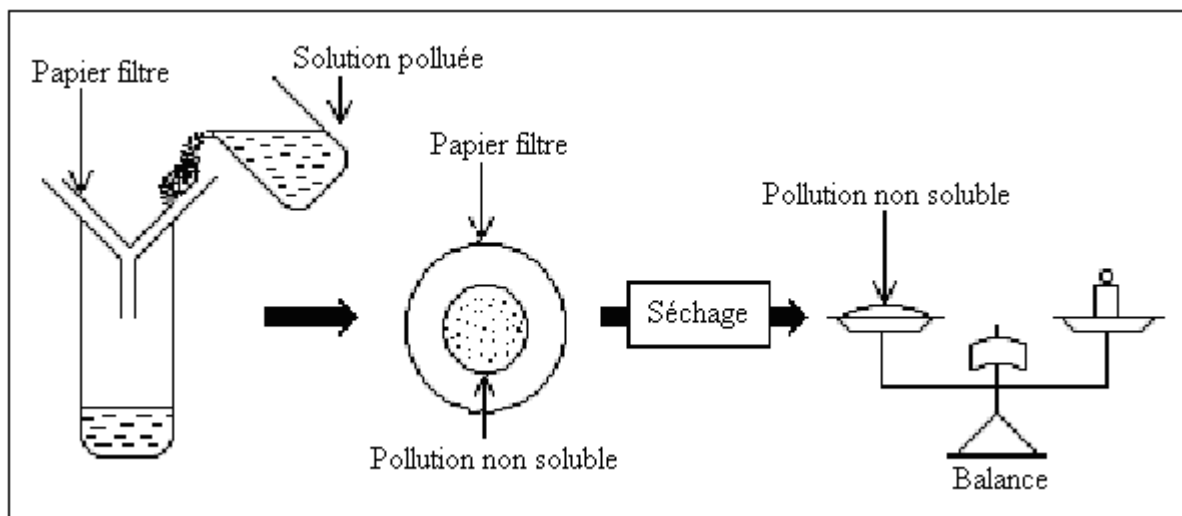 Solution polluée
Papier filtre
Papier filtre
Pollution non soluble
Séchage
Pollution non soluble
Balance